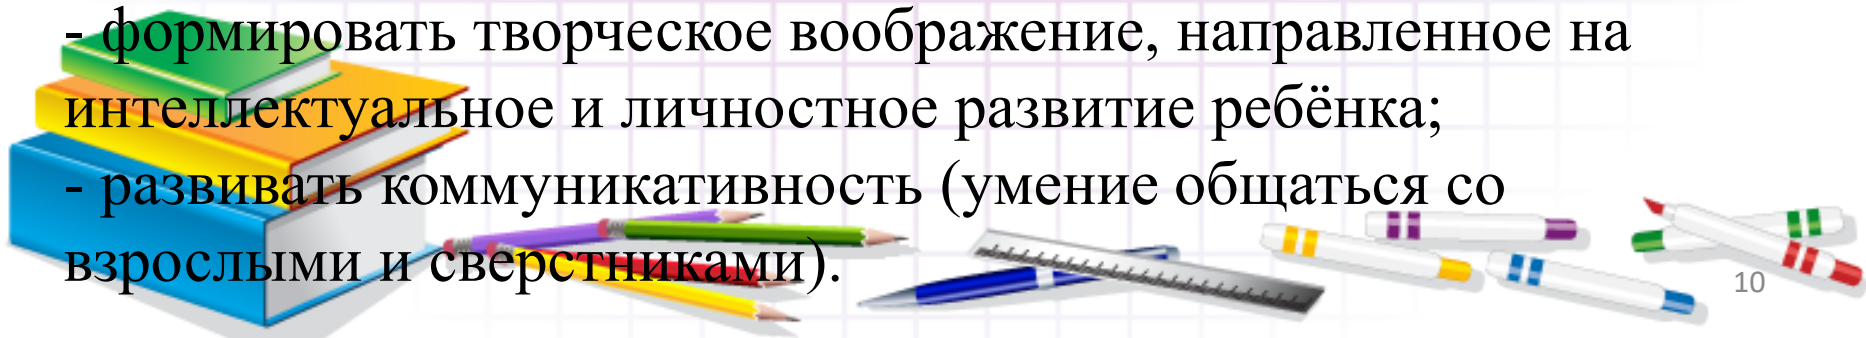 - формировать творческое воображение, направленное на
интеллектуальное и личностное развитие ребёнка;
- развивать коммуникативность (умение общаться со
взрослыми и сверстниками).
10